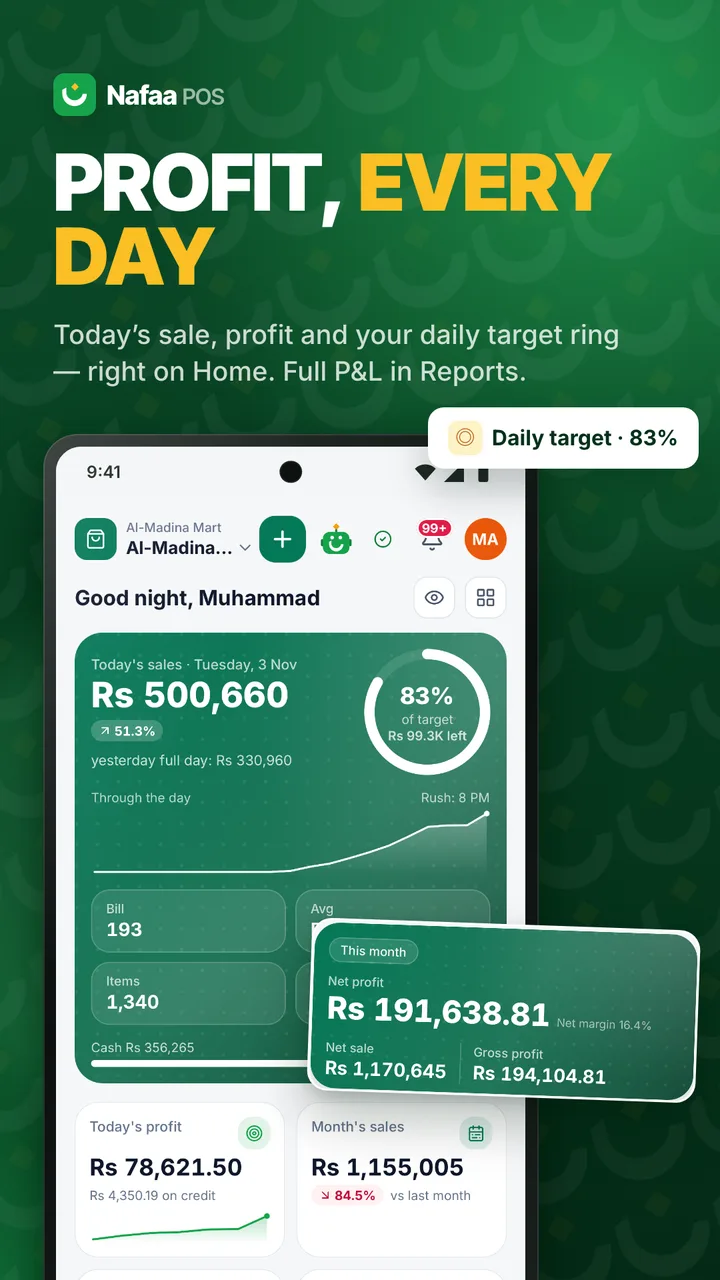 Nafaa POS
PROFIT, EVERY
DAY
Today’s sale, profit and your daily target ring
— right on Home. Full P&L in Reports.
Daily target · 83%
9:41
Al-Madina Mart
Al-Madina...
99+
MA
Good night, Muhammad
Today's sales · Tuesday, 3 Nov
Rs 500,660
51.3%
yesterday full day: Rs 330,960
83%
of target
Rs 99.3K left
Through the day
Rush: 8 PM
Bill
193
Avg
Items
1,340
Cash Rs 356,265
This month
Net profit
Rs 191,638.81 Net margin 16.4%
Net sale
Rs 1,170,645
Gross profit
Rs 194,104.81
Today's profit
Rs 78,621.50
Rs 4,350.19 on credit
Month's sales
Rs 1,155,005
84.5% vs last month